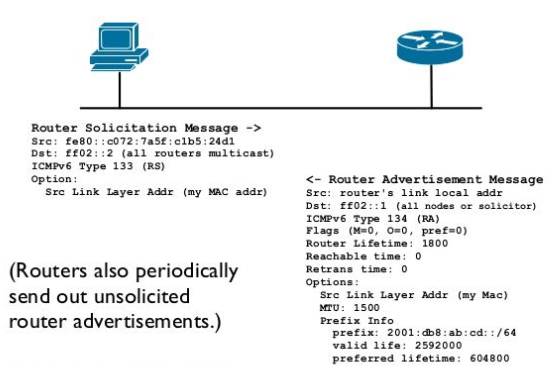 Router Solicitation Message ->
Src: fe80::c072:7a5f:c1b5:24d1
Dst: ff02::2 (all routers multicast)
ICMPv6 Type 133 (RS)
Option:
Src Link Layer Addr (my MAC addr)
<- Router Advertisement Message
Src: router's link local addr
Dst: ff02::1 (all nodes or solicitor)
ICMPv6 Type 134 (RA)
Flags (M=0, O=0, pref=0)
Router Lifetime: 1800
Reachable time: 0
Retrans time: 0
Options:
Src Link Layer Addr (my Mac)
MTU: 1500
Prefix Info
prefix: 2001:db8:ab:cd::/64
valid life: 2592000
preferred lifetime: 604800
(Routers also periodically
send out unsolicited
router advertisements.)